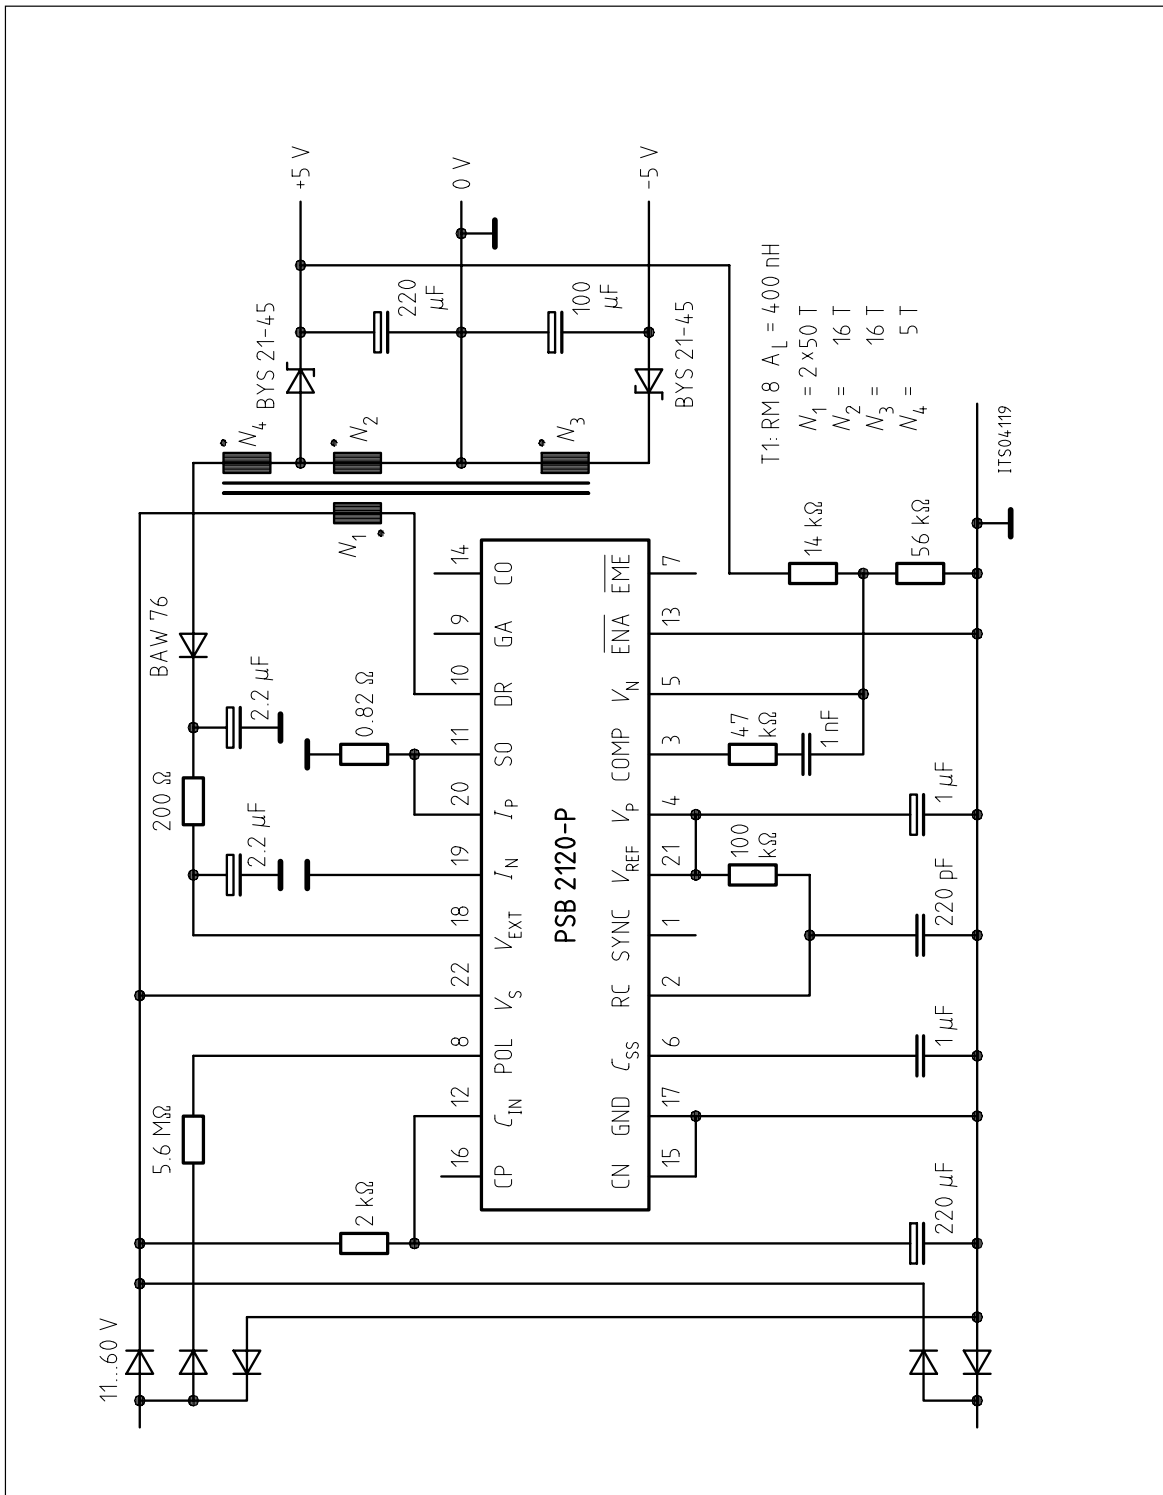 11...60 V
5.6 MΩ
200 Ω
BAW 76
2.2 µF
2.2 µF
2 kΩ
0.82 Ω
N1
N4
N2
N3
BYS 21-45
+5 V
220
µF
0 V
100
µF
BYS 21-45
-5 V
16
12
8
22
18
19
20
11
10
9
14
CP
CIN
POL
VS
VEXT
IN
IP
SO
DR
GA
CO
PSB 2120-P
CN
GND
CSS
RC
SYNC
VREF
VP
COMP
VN
ENA
EME
15
17
6
2
1
21
4
3
5
13
7
100
kΩ
47
kΩ
1 nF
14 kΩ
56 kΩ
T1: RM 8 AL = 400 nH
N1 = 2x50 T
N2 = 16 T
N3 = 16 T
N4 = 5 T
220 µF
1 µF
220 pF
1 µF
ITS04119